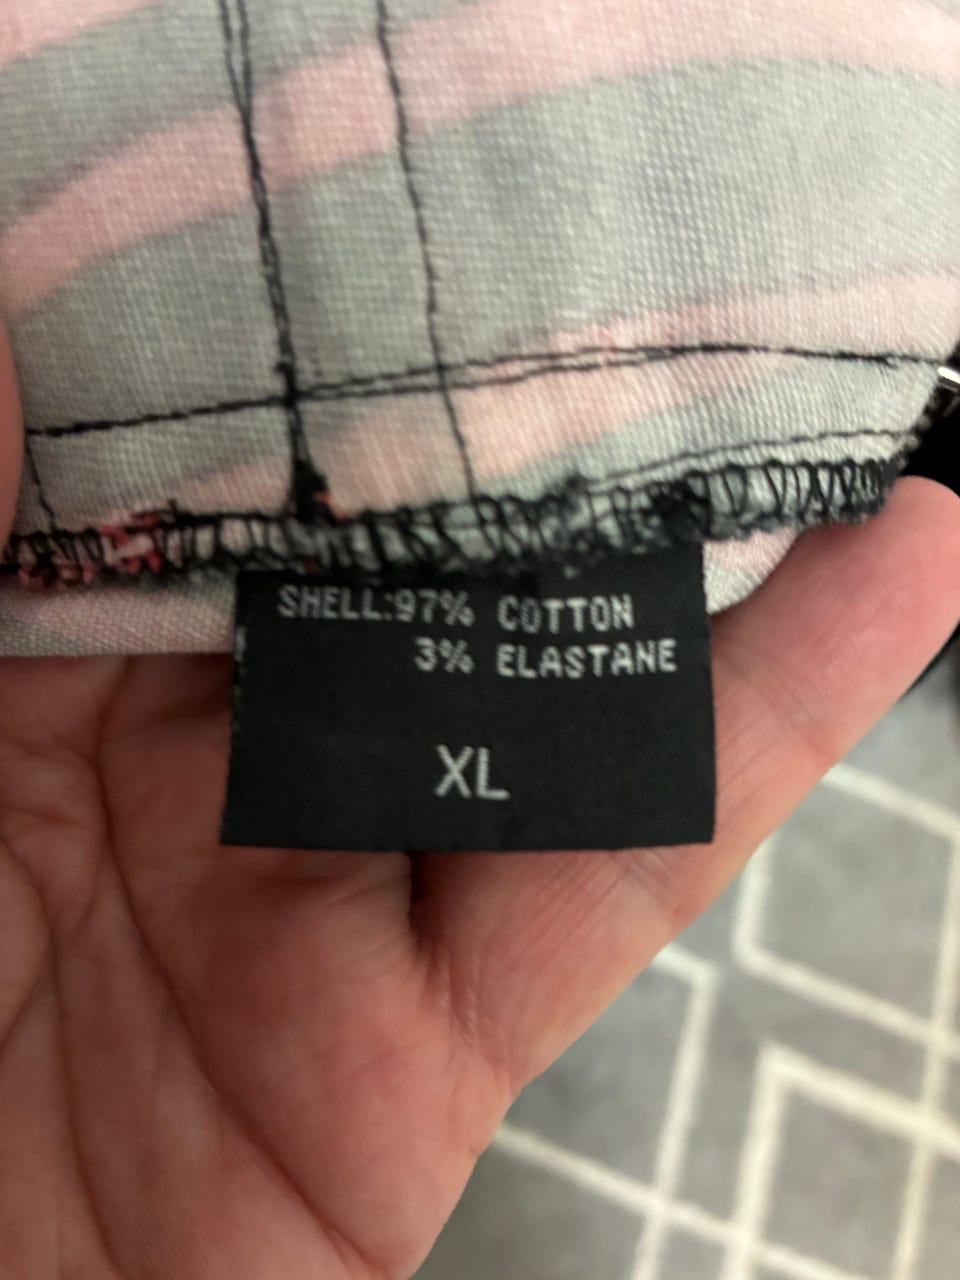 SHELL:97% COTTON
3% ELASTANE
XL